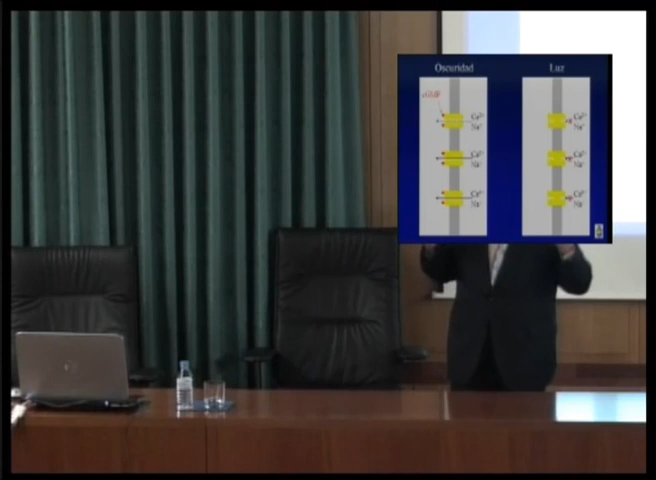 Oscuridad
Luz
cGMP
Ca²⁺
Na⁺
Ca²⁺
Na⁺
Ca²⁺
Na⁺
Ca²⁺
Na⁺
Ca²⁺
Na⁺
Ca²⁺
Na⁺